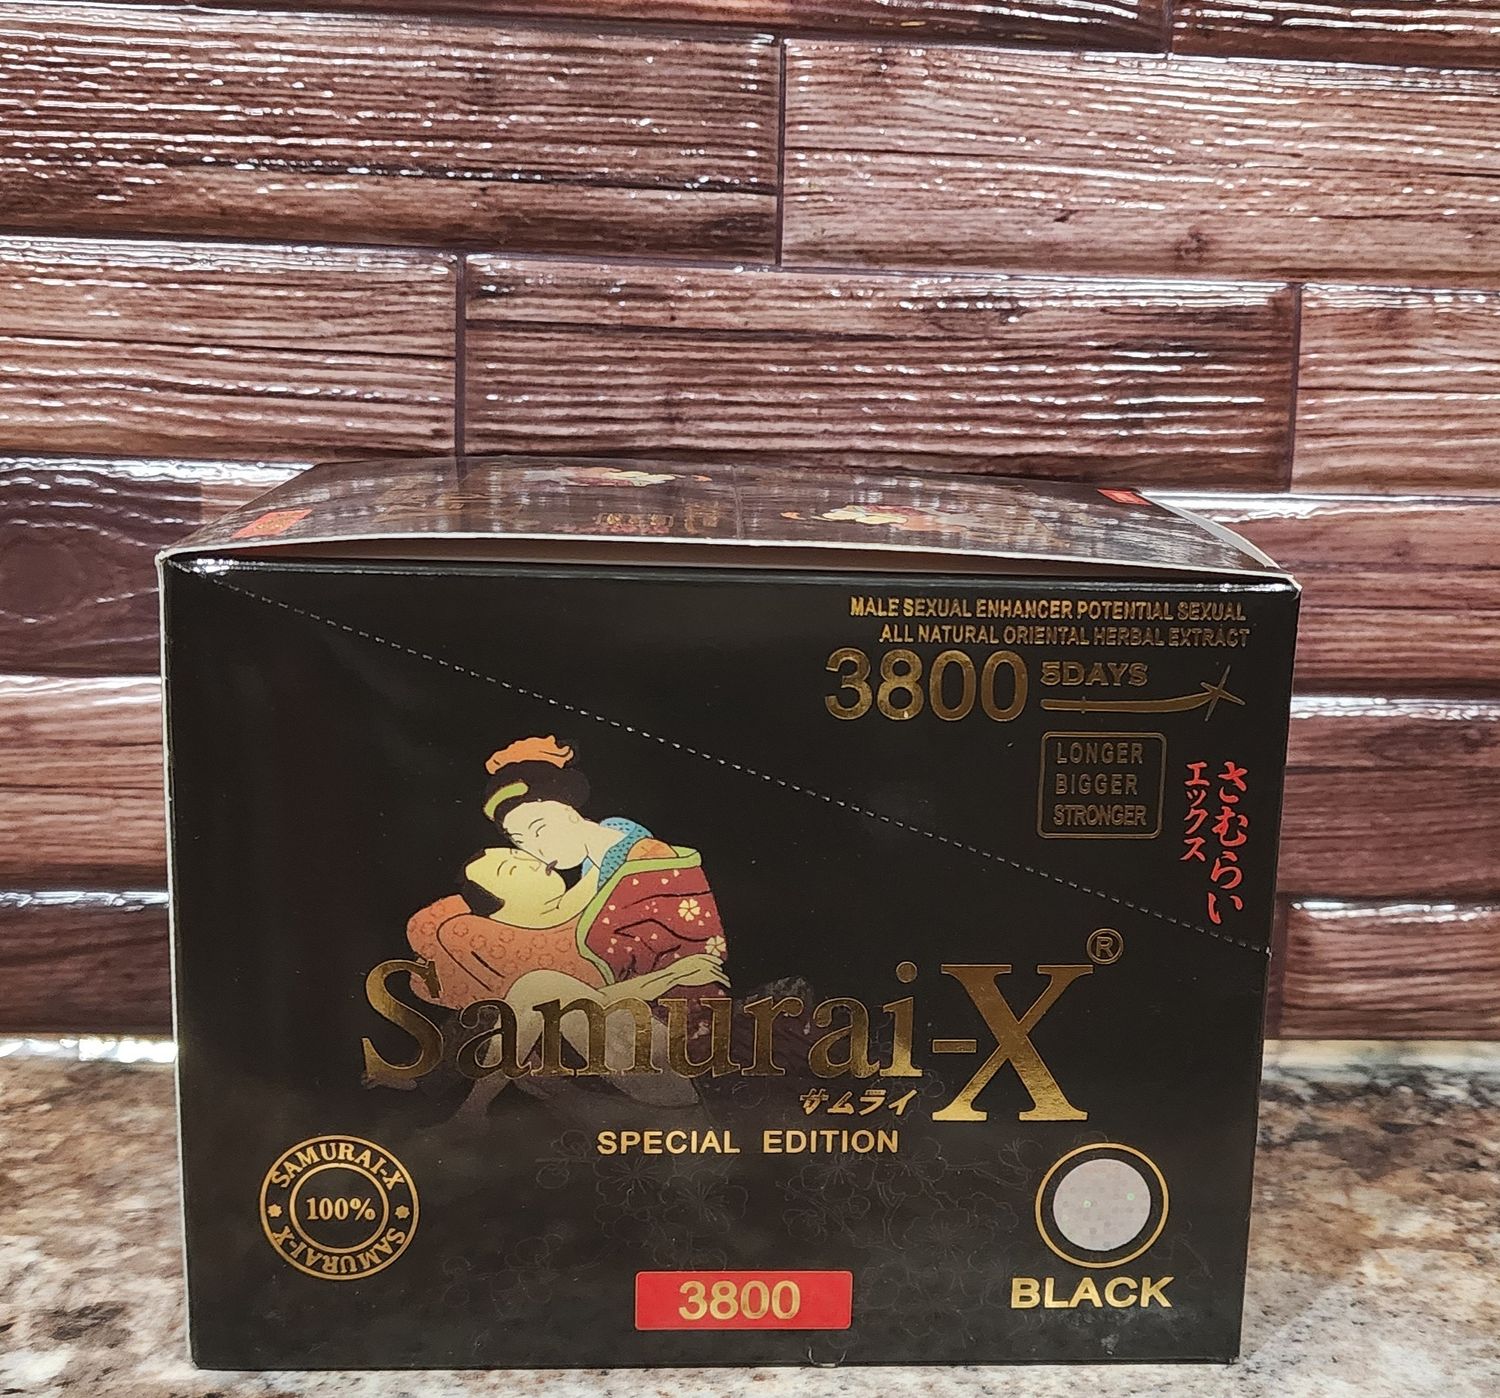 MALE SEXUAL ENHANCER POTENTIAL SEXUAL
ALL NATURAL ORIENTAL HERBAL EXTRACT
3800 5DAYS
LONGER
BIGGER
STRONGER
さむらい
エックス
Samurai-X®
サムライ
SPECIAL EDITION
SAMURAI-X
100%
SAMURAI-X
BLACK
3800